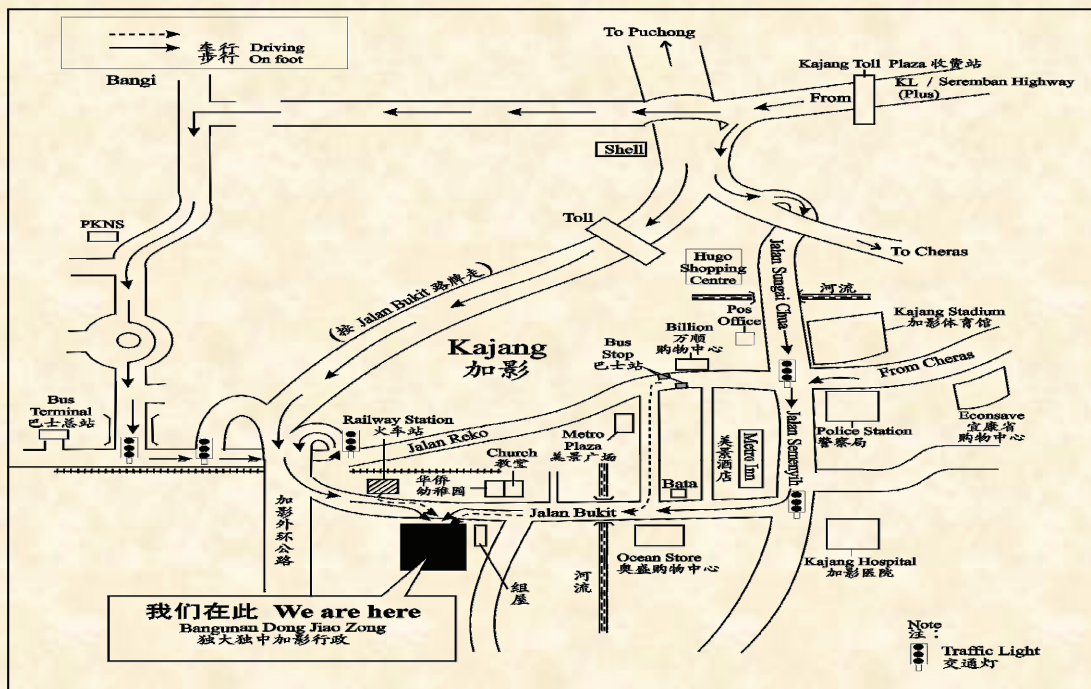 车行 Driving
步行 On foot
Bangi
To Puchong
Kajang Toll Plaza 收费站
KL / Seremban Highway
(Plus)
From
Shell
PKNS
Toll
To Cheras
Hugo
Shopping
Centre
Jalan Sungai Chua
河流
Pos
Office
Kajang Stadium
加影体育馆
(按 Jalan Bukit 路牌走)
Billion
万顺
购物中心
Bus
Stop
巴士站
Kajang
加影
From Cheras
Bus
Terminal
巴士总站
Railway Station
火车站
Jalan Reko
Metro
Plaza
美景广场
美景酒店
Metro Inn
Jalan Semenyih
Police Station
警察局
Econsave
宜康省
购物中心
Church
教堂
华侨
幼稚园
Bata
Jalan Bukit
加影外环公路
组屋
河流
Ocean Store
奥盛购物中心
Kajang Hospital
加影医院
我们在此 We are here
Bangunan Dong Jiao Zong
独大独中加影行政
Note
注:
Traffic Light
交通灯